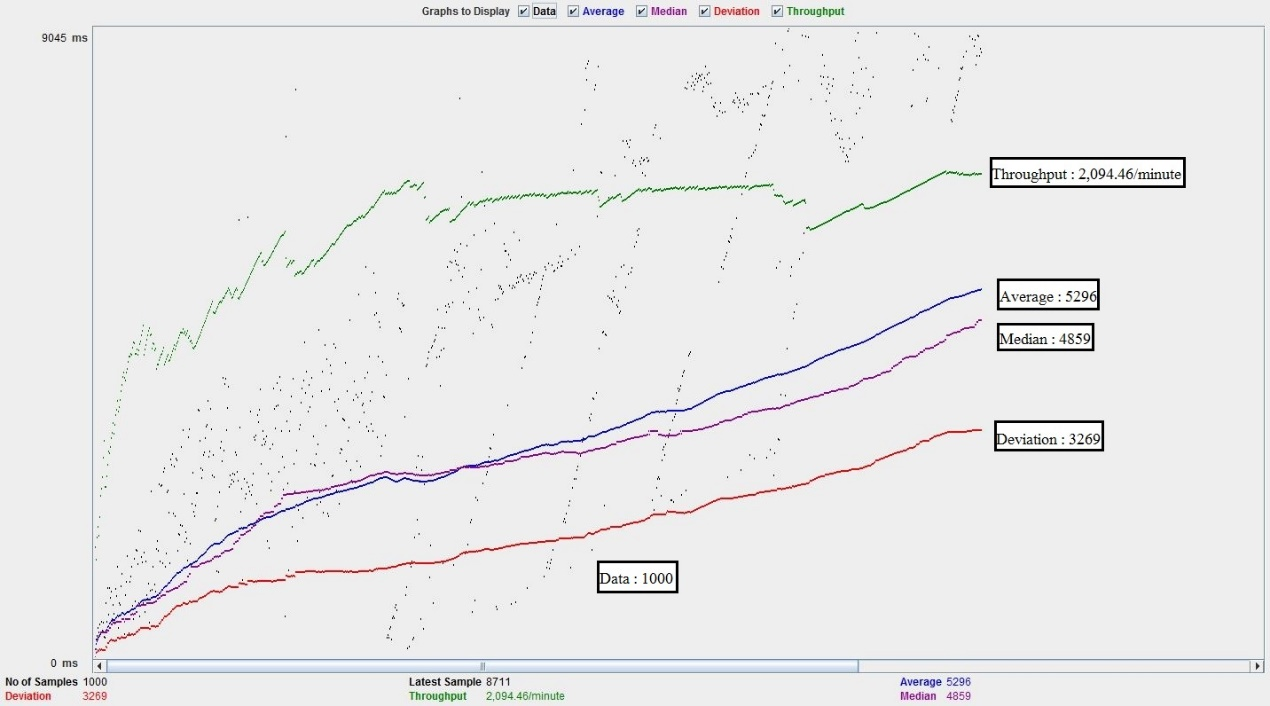 Graphs to Display Data Average Median Deviation Throughput
9045 ms
Throughput : 2,094.46/minute
Average : 5296
Median : 4859
Deviation : 3269
Data : 1000
0 ms
No of Samples 1000 Latest Sample 8711 Average 5296
Deviation 3269 Throughput 2,094.46/minute Median 4859